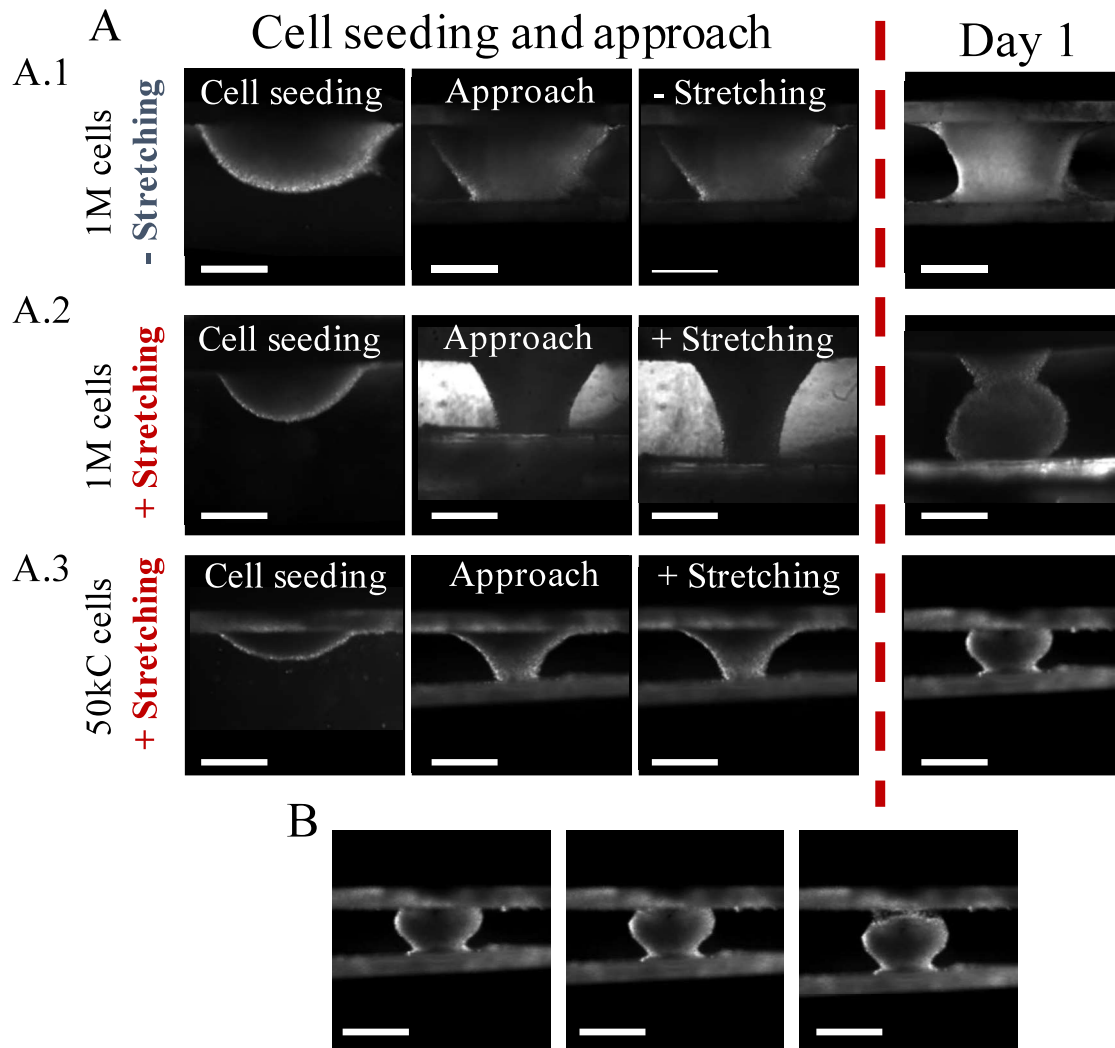 A
Cell seeding and approach
Day 1
A.1
1M cells
- Stretching
Cell seeding
Approach
- Stretching
A.2
1M cells
+ Stretching
Cell seeding
Approach
+ Stretching
A.3
50kC cells
+ Stretching
Cell seeding
Approach
+ Stretching
B